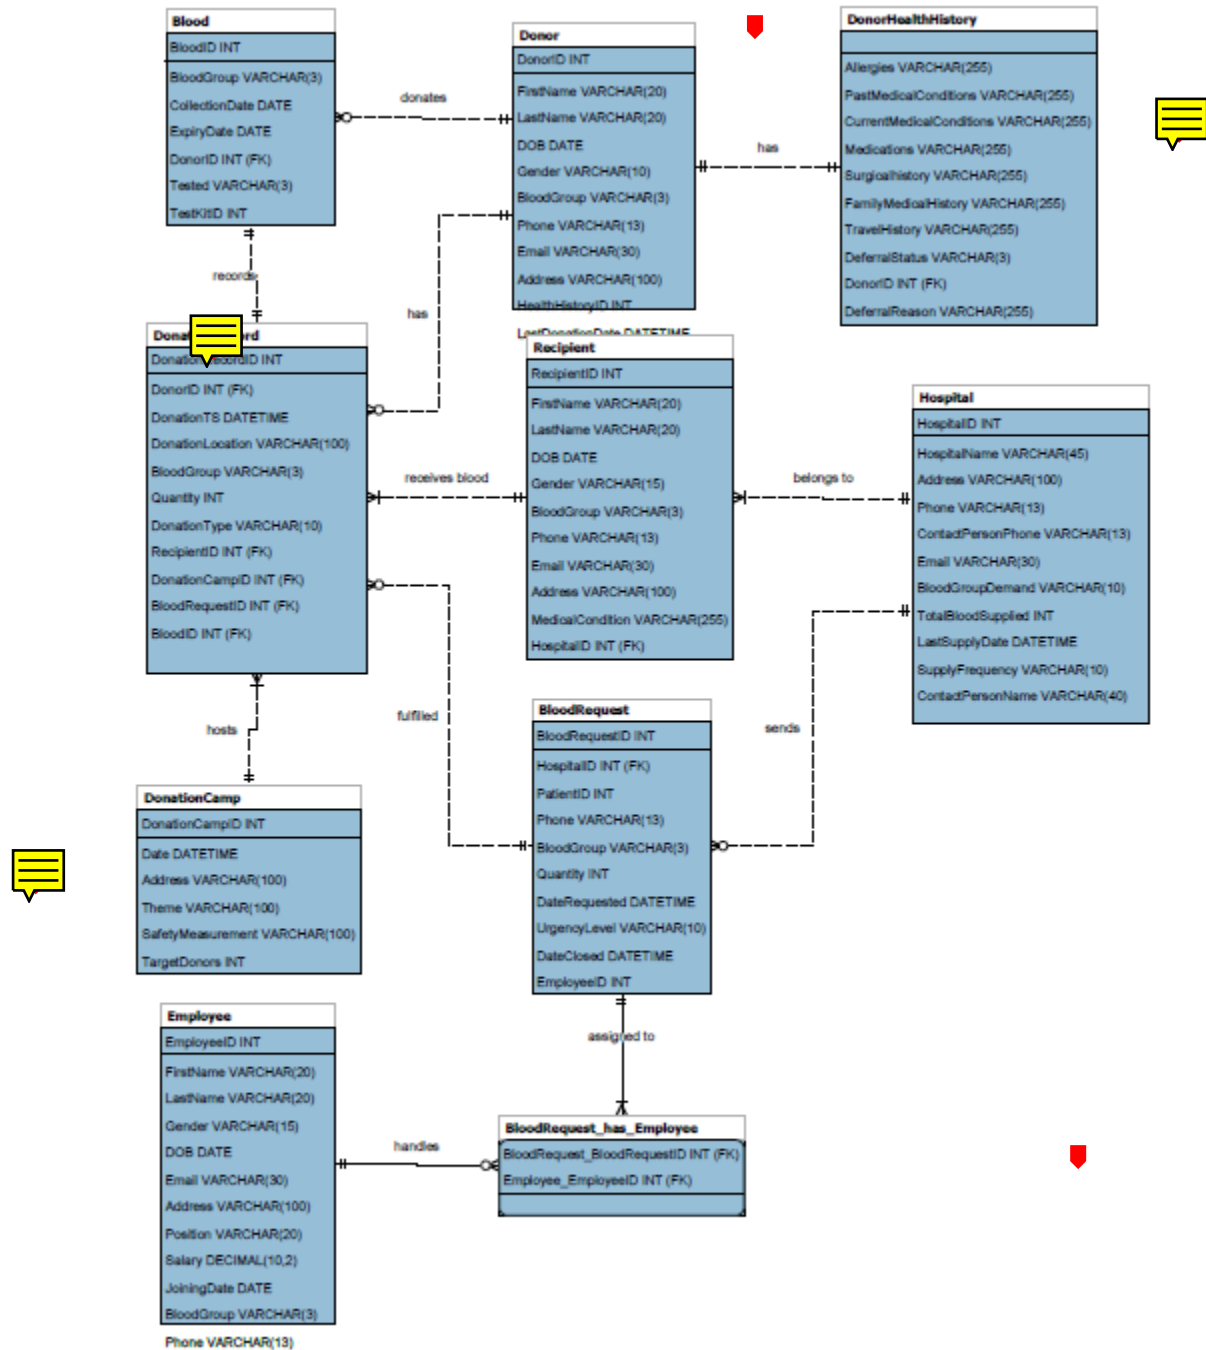 Blood
BloodID INT
BloodGroup VARCHAR(3)
CollectionDate DATE
ExpiryDate DATE
DonorID INT (FK)
Tested VARCHAR(3)
TestKitID INT
donates
Donor
DonorID INT
FirstName VARCHAR(20)
LastName VARCHAR(20)
DOB DATE
Gender VARCHAR(10)
BloodGroup VARCHAR(3)
Phone VARCHAR(13)
Email VARCHAR(30)
Address VARCHAR(100)
HealthHistoryID INT
LastDonationDate DATETIME
has
DonorHealthHistory
Allergies VARCHAR(255)
PastMedicalConditions VARCHAR(255)
CurrentMedicalConditions VARCHAR(255)
Medications VARCHAR(255)
Surgicalhistory VARCHAR(255)
FamilyMedicalHistory VARCHAR(255)
TravelHistory VARCHAR(255)
DeferralStatus VARCHAR(3)
DonorID INT (FK)
DeferralReason VARCHAR(255)
records
has
DonationRecordID INT
DonorID INT (FK)
DonationTS DATETIME
DonationLocation VARCHAR(100)
BloodGroup VARCHAR(3)
Quantity INT
DonationType VARCHAR(10)
RecipientID INT (FK)
DonationCampID INT (FK)
BloodRequestID INT (FK)
BloodID INT (FK)
receives blood
Recipient
RecipientID INT
FirstName VARCHAR(20)
LastName VARCHAR(20)
DOB DATE
Gender VARCHAR(15)
BloodGroup VARCHAR(3)
Phone VARCHAR(13)
Email VARCHAR(30)
Address VARCHAR(100)
MedicalCondition VARCHAR(255)
HospitalID INT (FK)
belongs to
Hospital
HospitalID INT
HospitalName VARCHAR(45)
Address VARCHAR(100)
Phone VARCHAR(13)
ContactPersonPhone VARCHAR(13)
Email VARCHAR(30)
BloodGroupDemand VARCHAR(10)
TotalBloodSupplied INT
LastSupplyDate DATETIME
SupplyFrequency VARCHAR(10)
ContactPersonName VARCHAR(40)
hosts
fulfilled
sends
DonationCamp
DonationCampID INT
Date DATETIME
Address VARCHAR(100)
Theme VARCHAR(100)
SafetyMeasurement VARCHAR(100)
TargetDonors INT
BloodRequest
BloodRequestID INT
HospitalID INT (FK)
PatientID INT
Phone VARCHAR(13)
BloodGroup VARCHAR(3)
Quantity INT
DateRequested DATETIME
UrgencyLevel VARCHAR(10)
DateClosed DATETIME
EmployeeID INT
assigned to
Employee
EmployeeID INT
FirstName VARCHAR(20)
LastName VARCHAR(20)
Gender VARCHAR(15)
DOB DATE
Email VARCHAR(30)
Address VARCHAR(100)
Position VARCHAR(20)
Salary DECIMAL(10,2)
JoiningDate DATE
BloodGroup VARCHAR(3)
Phone VARCHAR(13)
handles
BloodRequest_has_Employee
BloodRequest_BloodRequestID INT (FK)
Employee_EmployeeID INT (FK)